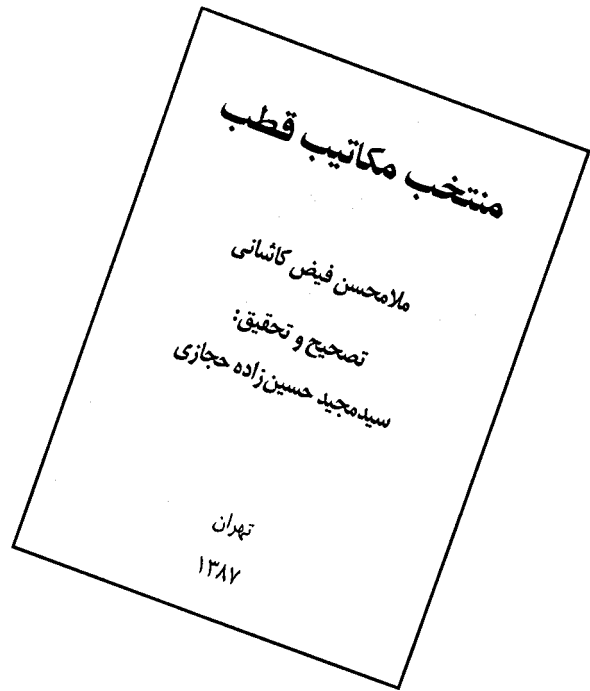 منتخب مکاتیب قطب
ملامحسن فیض کاشانی
تصحیح و تحقیق:
سیدمجید حسین‌زاده حجازی
تهران
۱۳۸۷